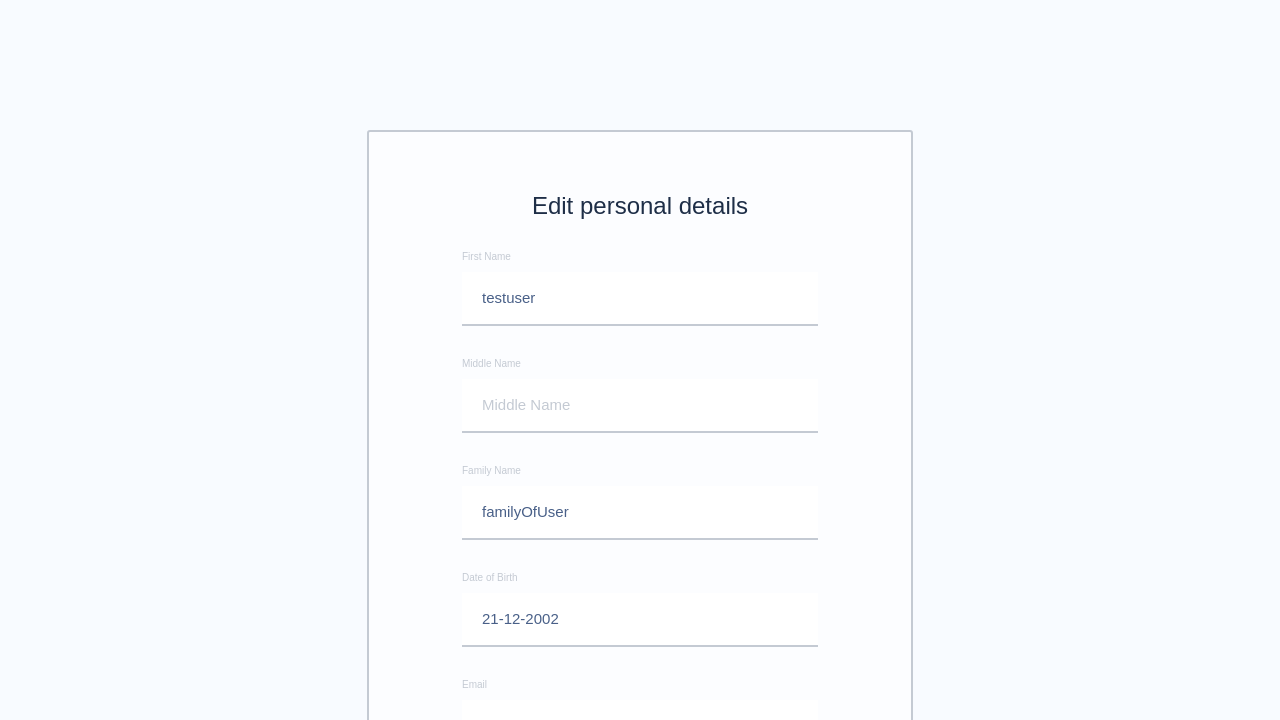 Edit personal details
First Name
testuser
Middle Name
Middle Name
Family Name
familyOfUser
Date of Birth
21-12-2002
Email